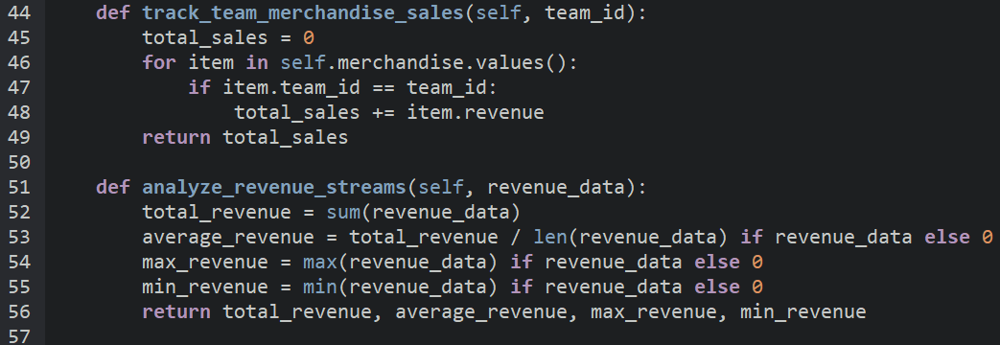 44    def track_team_merchandise_sales(self, team_id):
45        total_sales = 0
46        for item in self.merchandise.values():
47            if item.team_id == team_id:
48                total_sales += item.revenue
49        return total_sales
50
51    def analyze_revenue_streams(self, revenue_data):
52        total_revenue = sum(revenue_data)
53        average_revenue = total_revenue / len(revenue_data) if revenue_data else 0
54        max_revenue = max(revenue_data) if revenue_data else 0
55        min_revenue = min(revenue_data) if revenue_data else 0
56        return total_revenue, average_revenue, max_revenue, min_revenue
57